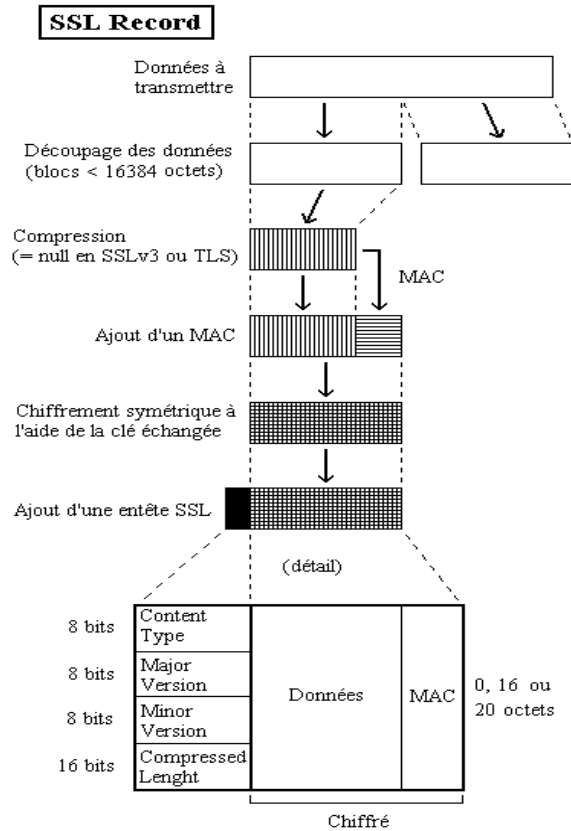 SSL Record
Données à
transmettre
Découpage des données
(blocs < 16384 octets)
Compression
(= null en SSLv3 ou TLS)
MAC
Ajout d'un MAC
Chiffrement symétrique à
l'aide de la clé échangée
Ajout d'une entête SSL
(détail)
8 bits
Content
Type
8 bits
Major
Version
8 bits
Minor
Version
16 bits
Compressed
Lenght
Données
MAC
0, 16 ou
20 octets
Chiffré